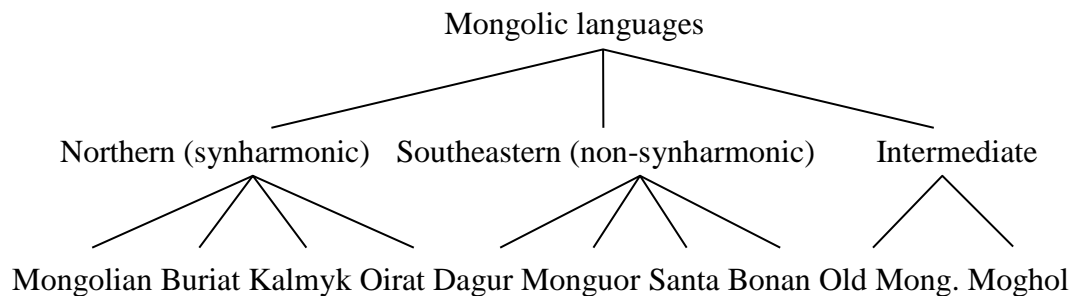 Mongolic languages
Northern (synharmonic) Southeastern (non-synharmonic) Intermediate
Mongolian Buriat Kalmyk Oirat Dagur Monguor Santa Bonan Old Mong. Moghol